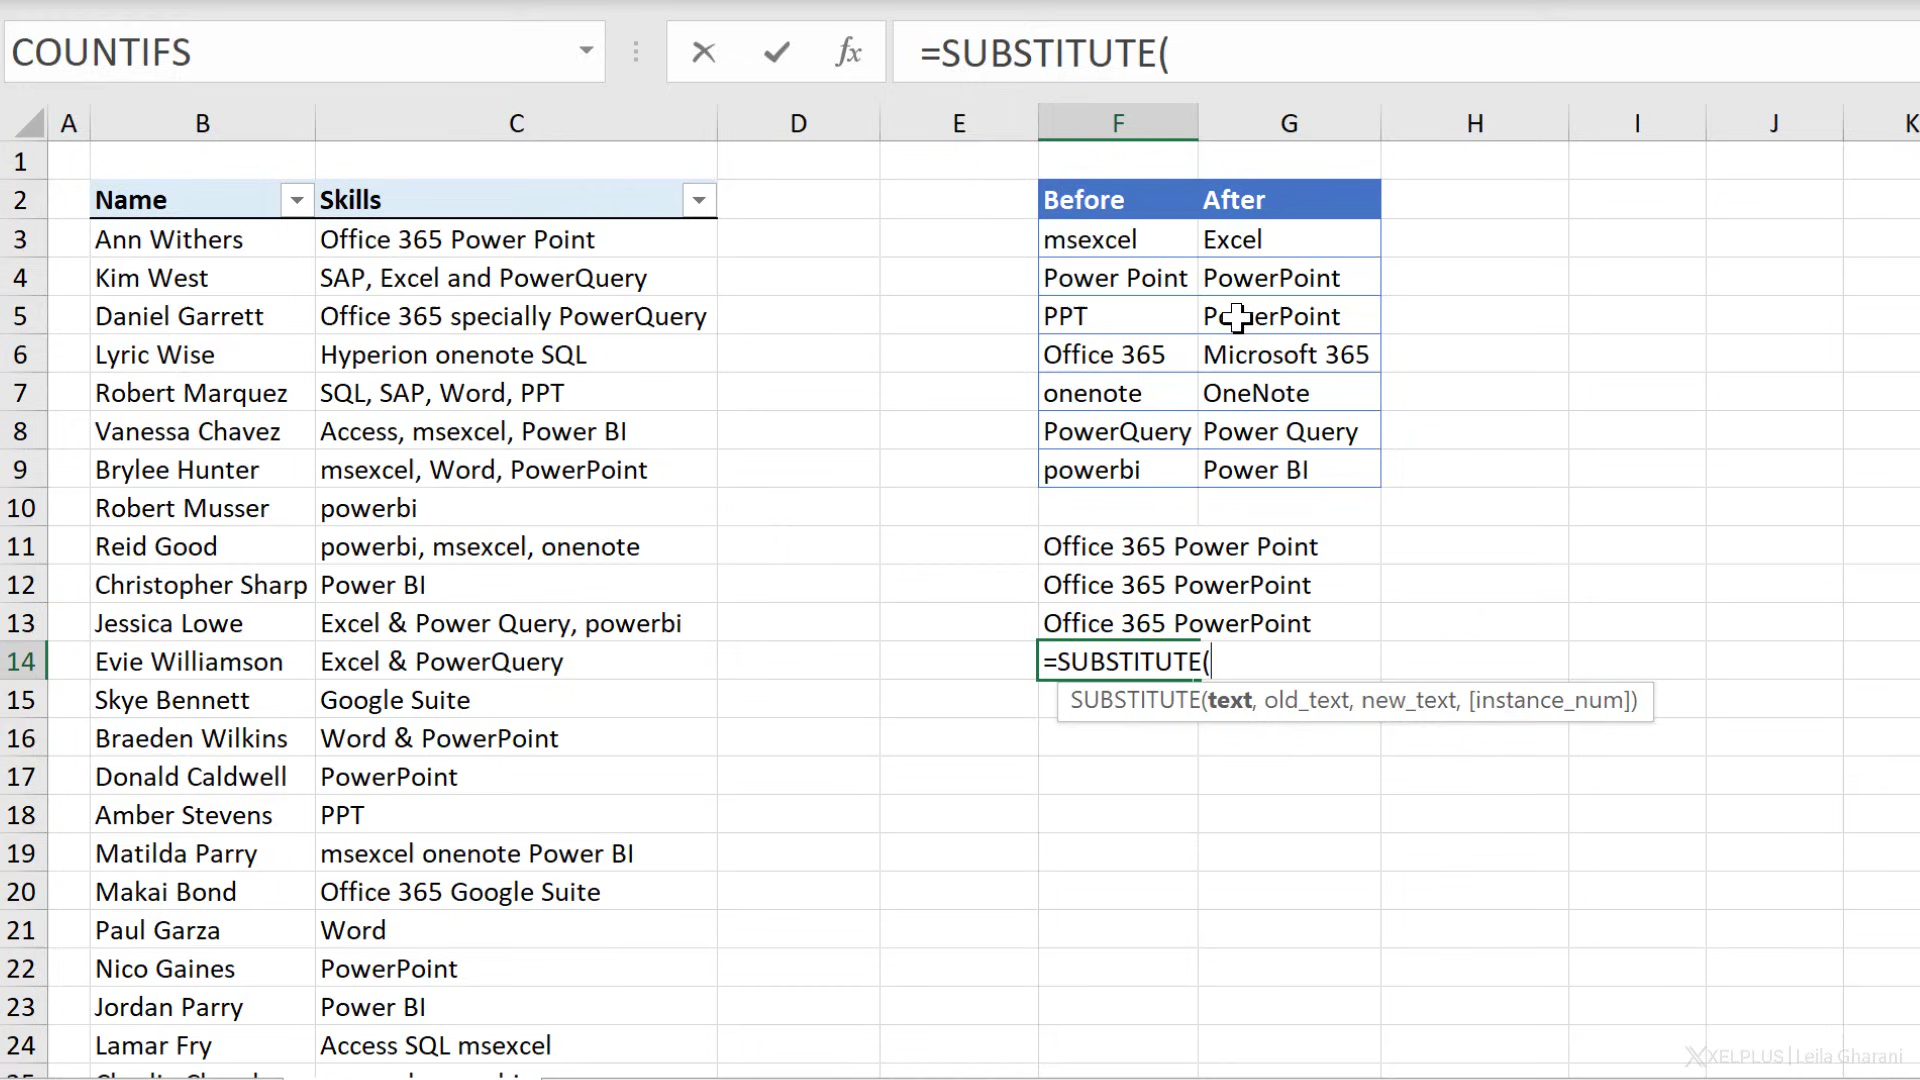 COUNTIFS fx =SUBSTITUTE(
A B C D E F G H I J K
1
2 Name Skills Before After
3 Ann Withers Office 365 Power Point msexcel Excel
4 Kim West SAP, Excel and PowerQuery Power Point PowerPoint
5 Daniel Garrett Office 365 specially PowerQuery PPT PowerPoint
6 Lyric Wise Hyperion onenote SQL Office 365 Microsoft 365
7 Robert Marquez SQL, SAP, Word, PPT onenote OneNote
8 Vanessa Chavez Access, msexcel, Power BI PowerQuery Power Query
9 Brylee Hunter msexcel, Word, PowerPoint powerbi Power BI
10 Robert Musser powerbi
11 Reid Good powerbi, msexcel, onenote Office 365 Power Point
12 Christopher Sharp Power BI Office 365 PowerPoint
13 Jessica Lowe Excel & Power Query, powerbi Office 365 PowerPoint
14 Evie Williamson Excel & PowerQuery =SUBSTITUTE(
15 Skye Bennett Google Suite SUBSTITUTE(text, old_text, new_text, [instance_num])
16 Braeden Wilkins Word & PowerPoint
17 Donald Caldwell PowerPoint
18 Amber Stevens PPT
19 Matilda Parry msexcel onenote Power BI
20 Makai Bond Office 365 Google Suite
21 Paul Garza Word
22 Nico Gaines PowerPoint
23 Jordan Parry Power BI
24 Lamar Fry Access SQL msexcel
XELPLUS | Leila Gharani